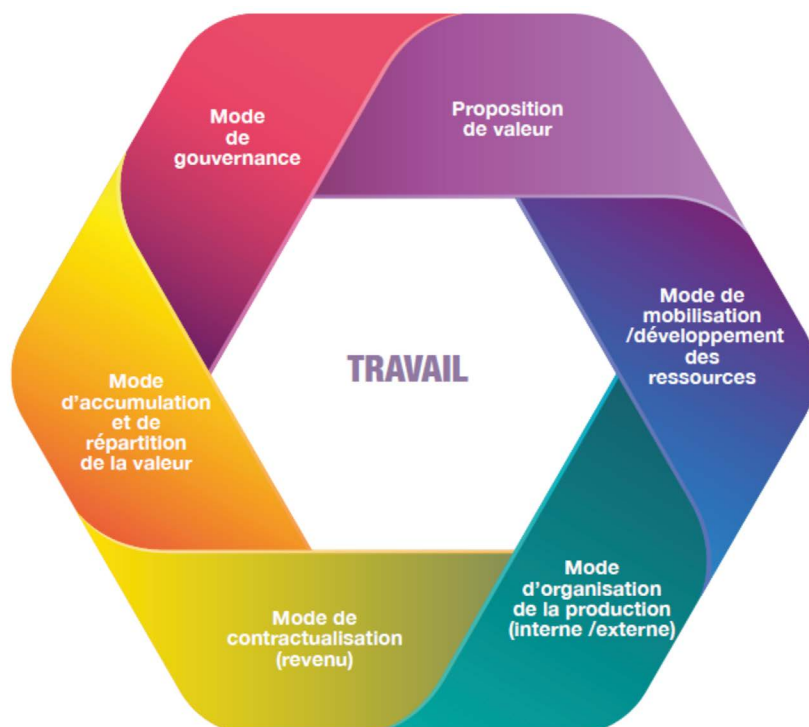 Mode
de
gouvernance
Proposition
de valeur
Mode de
mobilisation
/développement
des
ressources
TRAVAIL
Mode
d'accumulation
et de
répartition
de la valeur
Mode
d'organisation
de la production
(interne /externe)
Mode de
contractualisation
(revenu)